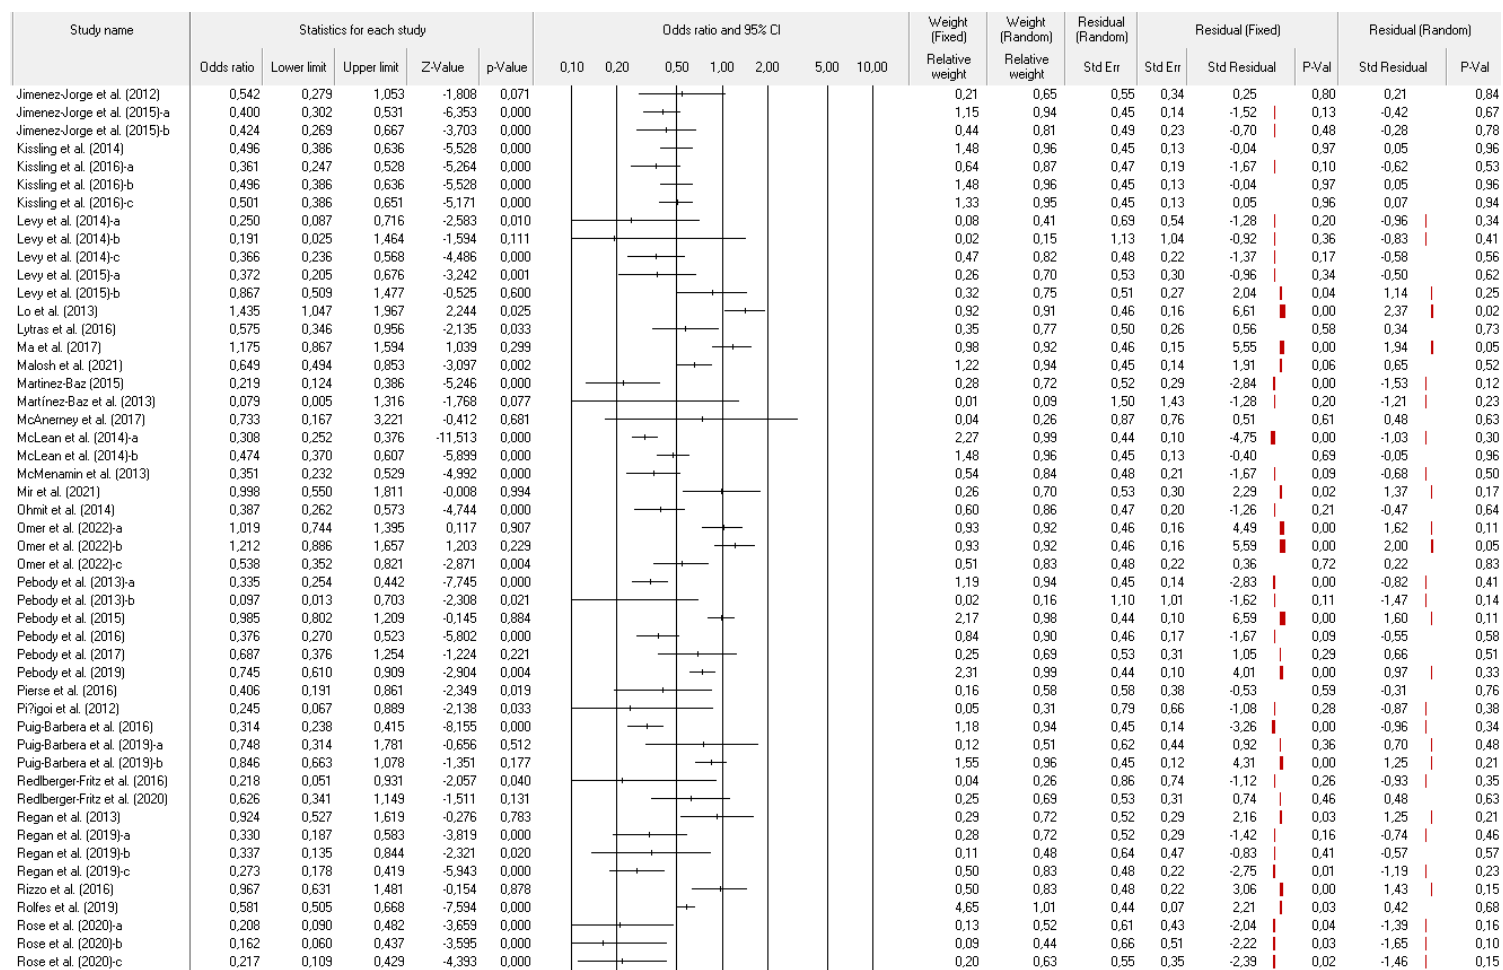 Study name Statistics for each study Odds ratio and 95% CI Weight (Fixed) Weight (Random) Residual (Random) Residual (Fixed) Residual (Random)
Odds ratio Lower limit Upper limit Z-Value p-Value 0,10 0,20 0,50 1,00 2,00 5,00 10,00 Relative weight Relative weight Std Err Std Err Std Residual P-Val Std Residual P-Val
Jimenez-Jorge et al. (2012) 0,542 0,279 1,053 -1,808 0,071 0,21 0,65 0,55 0,34 0,25 0,80 0,21 0,84
Jimenez-Jorge et al. (2015)-a 0,400 0,302 0,531 -6,353 0,000 1,15 0,94 0,45 0,14 -1,52 0,13 -0,42 0,67
Jimenez-Jorge et al. (2015)-b 0,424 0,269 0,667 -3,703 0,000 0,44 0,81 0,49 0,23 -0,70 0,48 -0,28 0,78
Kissling et al. (2014) 0,496 0,386 0,636 -5,528 0,000 1,48 0,96 0,45 0,13 -0,04 0,97 0,05 0,96
Kissling et al. (2016)-a 0,361 0,247 0,528 -5,264 0,000 0,64 0,87 0,47 0,19 -1,67 0,10 -0,62 0,53
Kissling et al. (2016)-b 0,496 0,386 0,636 -5,528 0,000 1,48 0,96 0,45 0,13 -0,04 0,97 0,05 0,96
Kissling et al. (2016)-c 0,501 0,386 0,651 -5,171 0,000 1,33 0,95 0,45 0,13 0,05 0,96 0,07 0,94
Levy et al. (2014)-a 0,250 0,087 0,716 -2,583 0,010 0,08 0,41 0,69 0,54 -1,28 0,20 -0,96 0,34
Levy et al. (2014)-b 0,191 0,025 1,464 -1,594 0,111 0,02 0,15 1,13 1,04 -0,92 0,36 -0,83 0,41
Levy et al. (2014)-c 0,366 0,236 0,568 -4,486 0,000 0,47 0,82 0,48 0,22 -1,37 0,17 -0,58 0,56
Levy et al. (2015)-a 0,372 0,205 0,676 -3,242 0,001 0,26 0,70 0,53 0,30 -0,96 0,34 -0,50 0,62
Levy et al. (2015)-b 0,867 0,509 1,477 -0,525 0,600 0,32 0,75 0,51 0,27 2,04 0,04 1,14 0,25
Lo et al. (2013) 1,435 1,047 1,967 2,244 0,025 0,92 0,91 0,46 0,16 6,61 0,00 2,37 0,02
Lytras et al. (2016) 0,575 0,346 0,956 -2,135 0,033 0,35 0,77 0,50 0,26 0,56 0,58 0,34 0,73
Ma et al. (2017) 1,175 0,867 1,594 1,039 0,299 0,98 0,92 0,46 0,15 5,55 0,00 1,94 0,05
Malosh et al. (2021) 0,649 0,494 0,853 -3,097 0,002 1,22 0,94 0,45 0,14 1,91 0,06 0,65 0,52
Martinez-Baz (2015) 0,219 0,124 0,386 -5,246 0,000 0,28 0,72 0,52 0,29 -2,84 0,00 -1,53 0,12
Martínez-Baz et al. (2013) 0,079 0,005 1,316 -1,768 0,077 0,01 0,09 1,50 1,43 -1,28 0,20 -1,21 0,23
McAnerney et al. (2017) 0,733 0,167 3,221 -0,412 0,681 0,04 0,26 0,87 0,76 0,51 0,61 0,48 0,63
McLean et al. (2014)-a 0,308 0,252 0,376 -11,513 0,000 2,27 0,99 0,44 0,10 -4,75 0,00 -1,03 0,30
McLean et al. (2014)-b 0,474 0,370 0,607 -5,899 0,000 1,48 0,96 0,45 0,13 -0,40 0,69 -0,05 0,96
McMenamin et al. (2013) 0,351 0,232 0,529 -4,992 0,000 0,54 0,84 0,48 0,21 -1,67 0,09 -0,68 0,50
Mir et al. (2021) 0,998 0,550 1,811 -0,008 0,994 0,26 0,70 0,53 0,30 2,29 0,02 1,37 0,17
Ohmit et al. (2014) 0,387 0,262 0,573 -4,744 0,000 0,60 0,86 0,47 0,20 -1,26 0,21 -0,47 0,64
Omer et al. (2022)-a 1,019 0,744 1,395 0,117 0,907 0,93 0,92 0,46 0,16 4,49 0,00 1,62 0,11
Omer et al. (2022)-b 1,212 0,886 1,657 1,203 0,229 0,93 0,92 0,46 0,16 5,59 0,00 2,00 0,05
Omer et al. (2022)-c 0,538 0,352 0,821 -2,871 0,004 0,51 0,83 0,48 0,22 0,36 0,72 0,22 0,83
Pebody et al. (2013)-a 0,335 0,254 0,442 -7,745 0,000 1,19 0,94 0,45 0,14 -2,83 0,00 -0,82 0,41
Pebody et al. (2013)-b 0,097 0,013 0,703 -2,308 0,021 0,02 0,16 1,10 1,01 -1,62 0,11 -1,47 0,14
Pebody et al. (2015) 0,985 0,802 1,209 -0,145 0,884 2,17 0,98 0,44 0,10 6,59 0,00 1,60 0,11
Pebody et al. (2016) 0,376 0,270 0,523 -5,802 0,000 0,84 0,90 0,46 0,17 -1,67 0,09 -0,55 0,58
Pebody et al. (2017) 0,687 0,376 1,254 -1,224 0,221 0,25 0,69 0,53 0,31 1,05 0,29 0,66 0,51
Pebody et al. (2019) 0,745 0,610 0,909 -2,904 0,004 2,31 0,99 0,44 0,10 4,01 0,00 0,97 0,33
Pierse et al. (2016) 0,406 0,191 0,861 -2,349 0,019 0,16 0,58 0,58 0,38 -0,53 0,59 -0,31 0,76
Pi?igoi et al. (2012) 0,245 0,067 0,889 -2,138 0,033 0,05 0,31 0,79 0,66 -1,08 0,28 -0,87 0,38
Puig-Barbera et al. (2016) 0,314 0,238 0,415 -8,155 0,000 1,18 0,94 0,45 0,14 -3,26 0,00 -0,96 0,34
Puig-Barbera et al. (2019)-a 0,748 0,314 1,781 -0,656 0,512 0,12 0,51 0,62 0,44 0,92 0,36 0,70 0,48
Puig-Barbera et al. (2019)-b 0,846 0,663 1,078 -1,351 0,177 1,55 0,96 0,45 0,12 4,31 0,00 1,25 0,21
Redlberger-Fritz et al. (2016) 0,218 0,051 0,931 -2,057 0,040 0,04 0,26 0,86 0,74 -1,12 0,26 -0,93 0,35
Redlberger-Fritz et al. (2020) 0,626 0,341 1,149 -1,511 0,131 0,25 0,69 0,53 0,31 0,74 0,46 0,48 0,63
Regan et al. (2013) 0,924 0,527 1,619 -0,276 0,783 0,29 0,72 0,52 0,29 2,16 0,03 1,25 0,21
Regan et al. (2019)-a 0,330 0,187 0,583 -3,819 0,000 0,28 0,72 0,52 0,29 -1,42 0,16 -0,74 0,46
Regan et al. (2019)-b 0,337 0,135 0,844 -2,321 0,020 0,11 0,48 0,64 0,47 -0,83 0,41 -0,57 0,57
Regan et al. (2019)-c 0,273 0,178 0,419 -5,943 0,000 0,50 0,83 0,48 0,22 -2,75 0,01 -1,19 0,23
Rizzo et al. (2016) 0,967 0,631 1,481 -0,154 0,878 0,50 0,83 0,48 0,22 3,06 0,00 1,43 0,15
Rolfes et al. (2019) 0,581 0,505 0,668 -7,594 0,000 4,65 1,01 0,44 0,07 2,21 0,03 0,42 0,68
Rose et al. (2020)-a 0,208 0,090 0,482 -3,659 0,000 0,13 0,52 0,61 0,43 -2,04 0,04 -1,39 0,16
Rose et al. (2020)-b 0,162 0,060 0,437 -3,595 0,000 0,09 0,44 0,66 0,51 -2,22 0,03 -1,65 0,10
Rose et al. (2020)-c 0,217 0,109 0,429 -4,393 0,000 0,20 0,63 0,55 0,35 -2,39 0,02 -1,46 0,15